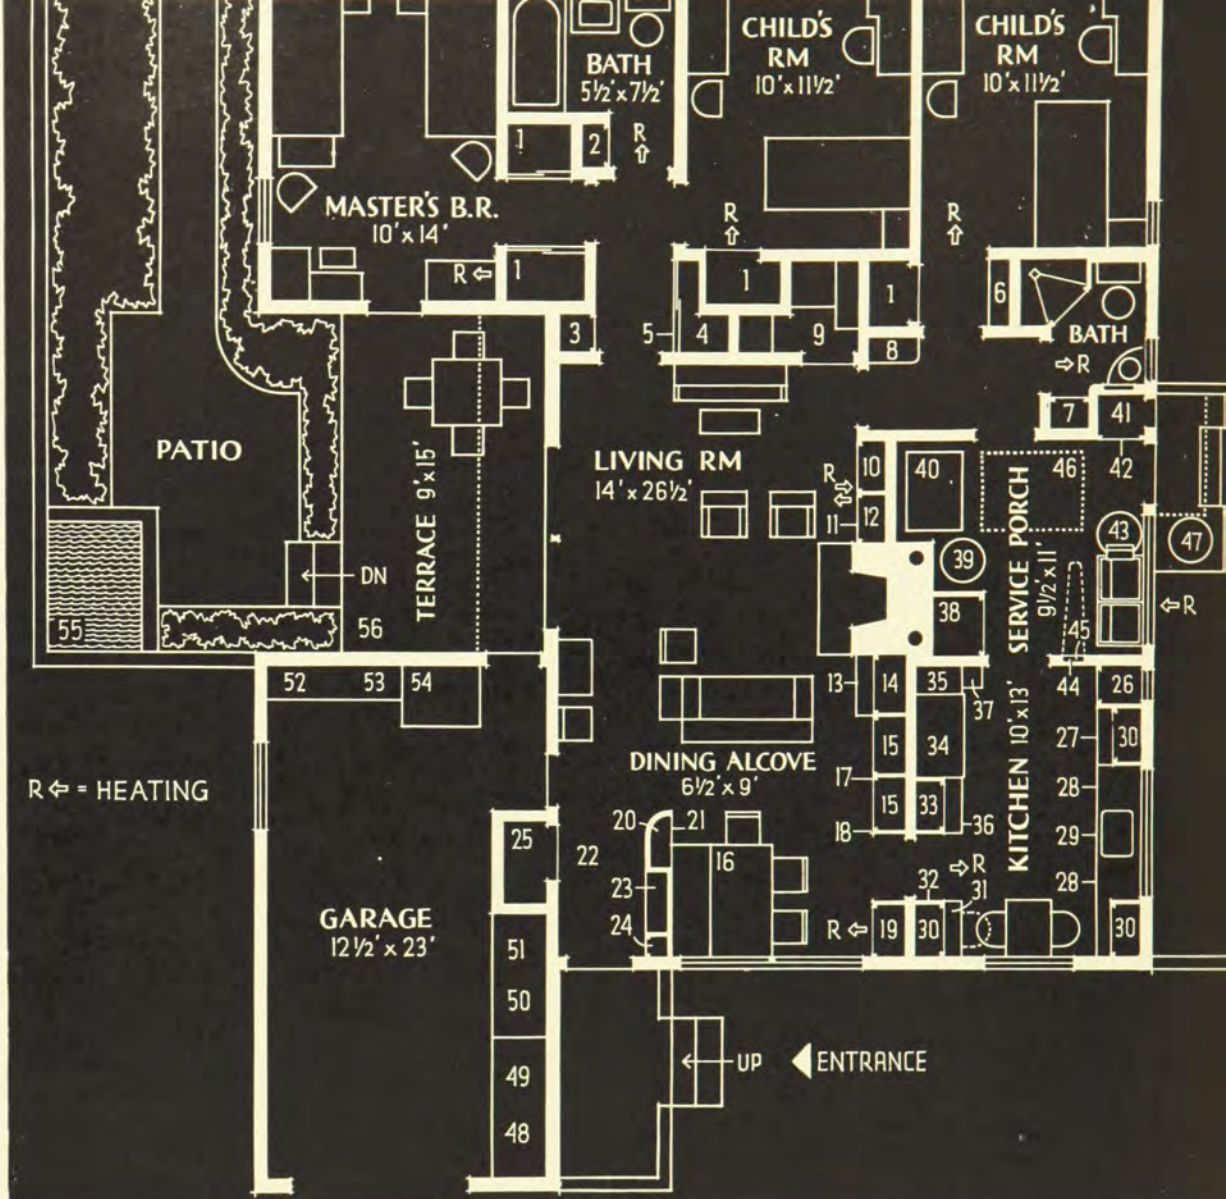 CHILD'S
RM
10'x11½'
CHILD'S
RM
10'x11½'
BATH
5½'x7½'
1
2
R
MASTER'S B.R.
10'x14'
R
R
R
1
1
1
6
3
5
4
9
8
BATH
R
7
41
PATIO
TERRACE 9'x15'
LIVING RM
14'x26½'
R
10
11
12
40
46
42
SERVICE PORCH
9½'x11'
43
47
39
38
45
R
DN
55
56
52
53
54
13
14
35
37
44
26
15
34
27
30
DINING ALCOVE
6½'x9'
17
15
33
28
KITCHEN 10'x13'
R = HEATING
18
36
29
20
21
25
22
16
R
32
31
28
23
24
R
19
30
30
GARAGE
12½'x23'
51
50
49
48
UP
ENTRANCE